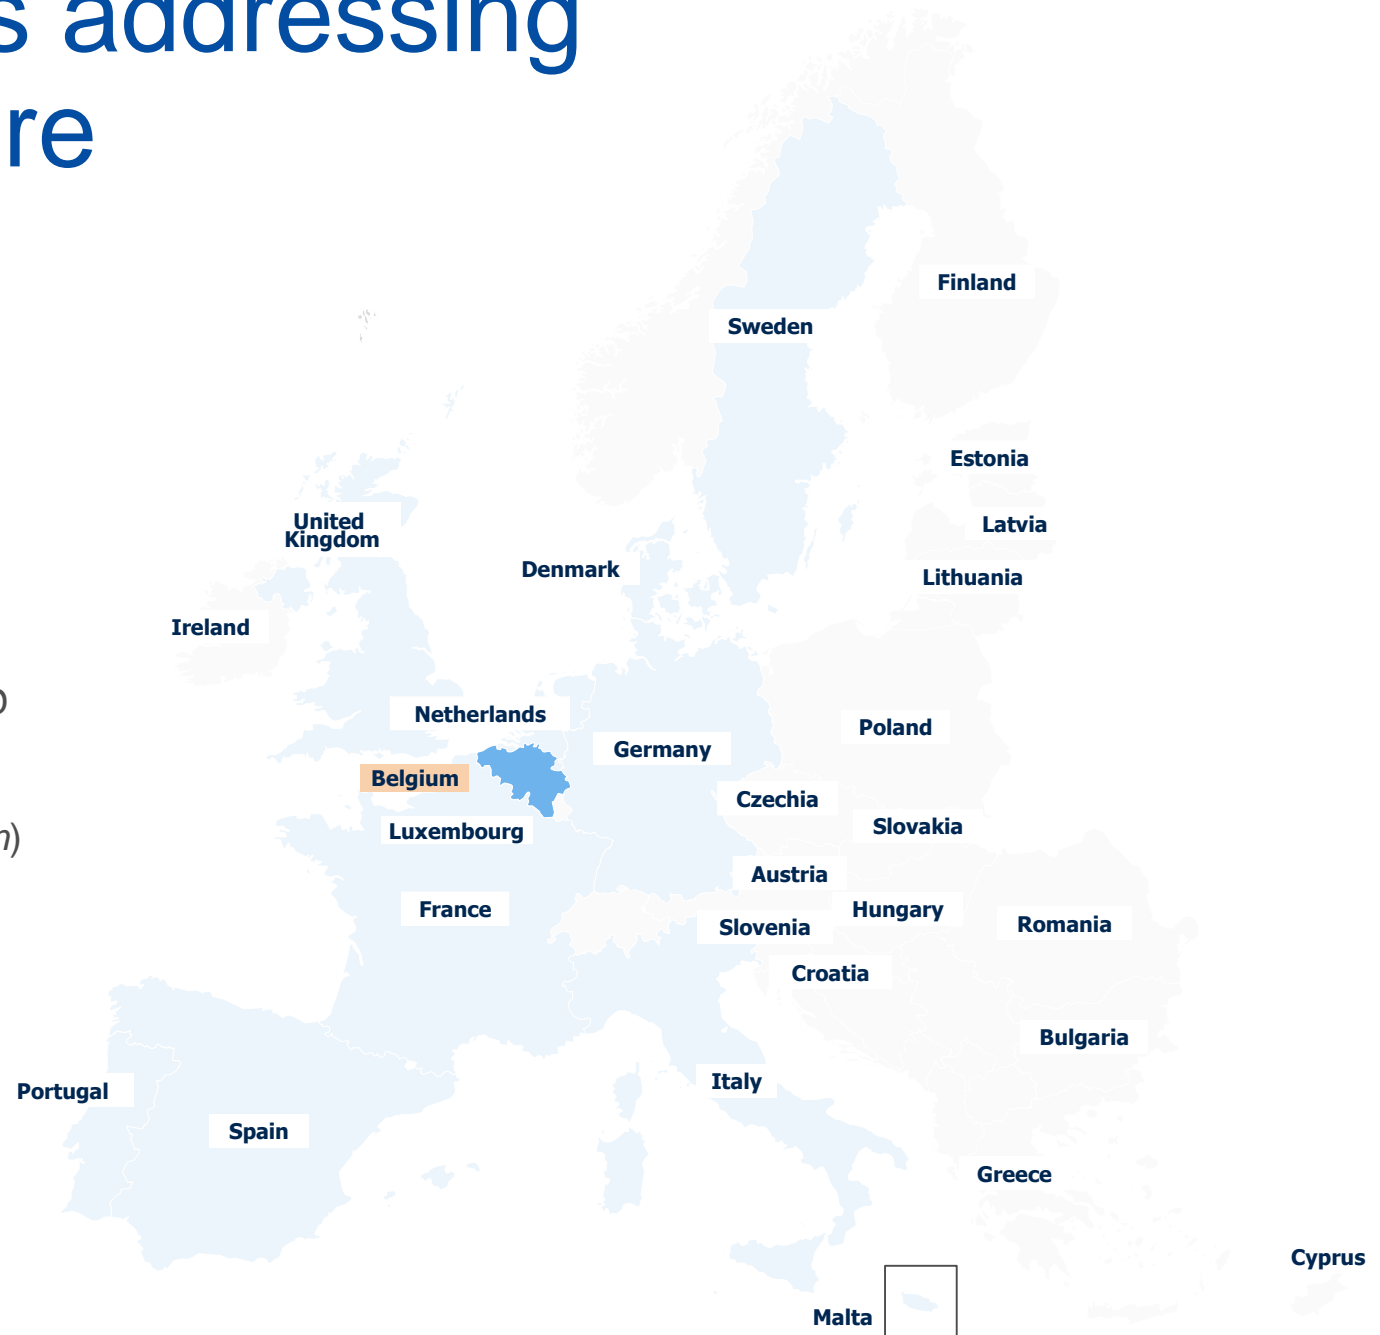 s addressing
re
Finland
Sweden
Estonia
United
Kingdom
Latvia
Denmark
Lithuania
Ireland
Netherlands
Poland
Germany
Belgium
Czechia
Slovakia
Luxembourg
n)
Austria
France
Hungary
Slovenia
Romania
Croatia
Bulgaria
Italy
Portugal
Spain
Greece
Cyprus
Malta